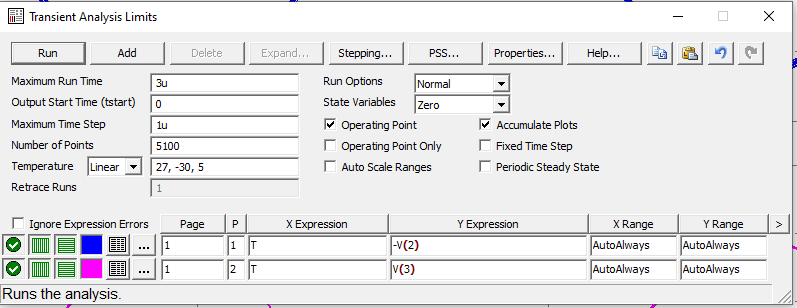 Transient Analysis Limits
Run Add Delete Expand... Stepping... PSS... Properties... Help...
Maximum Run Time 3u Run Options Normal
Output Start Time (tstart) 0 State Variables Zero
Maximum Time Step 1u Operating Point Accumulate Plots
Number of Points 5100 Operating Point Only Fixed Time Step
Temperature Linear 27, -30, 5 Auto Scale Ranges Periodic Steady State
Retrace Runs 1
Ignore Expression Errors Page P X Expression Y Expression X Range Y Range >
... 1 1 T -V(2) AutoAlways AutoAlways
... 1 2 T V(3) AutoAlways AutoAlways
Runs the analysis.